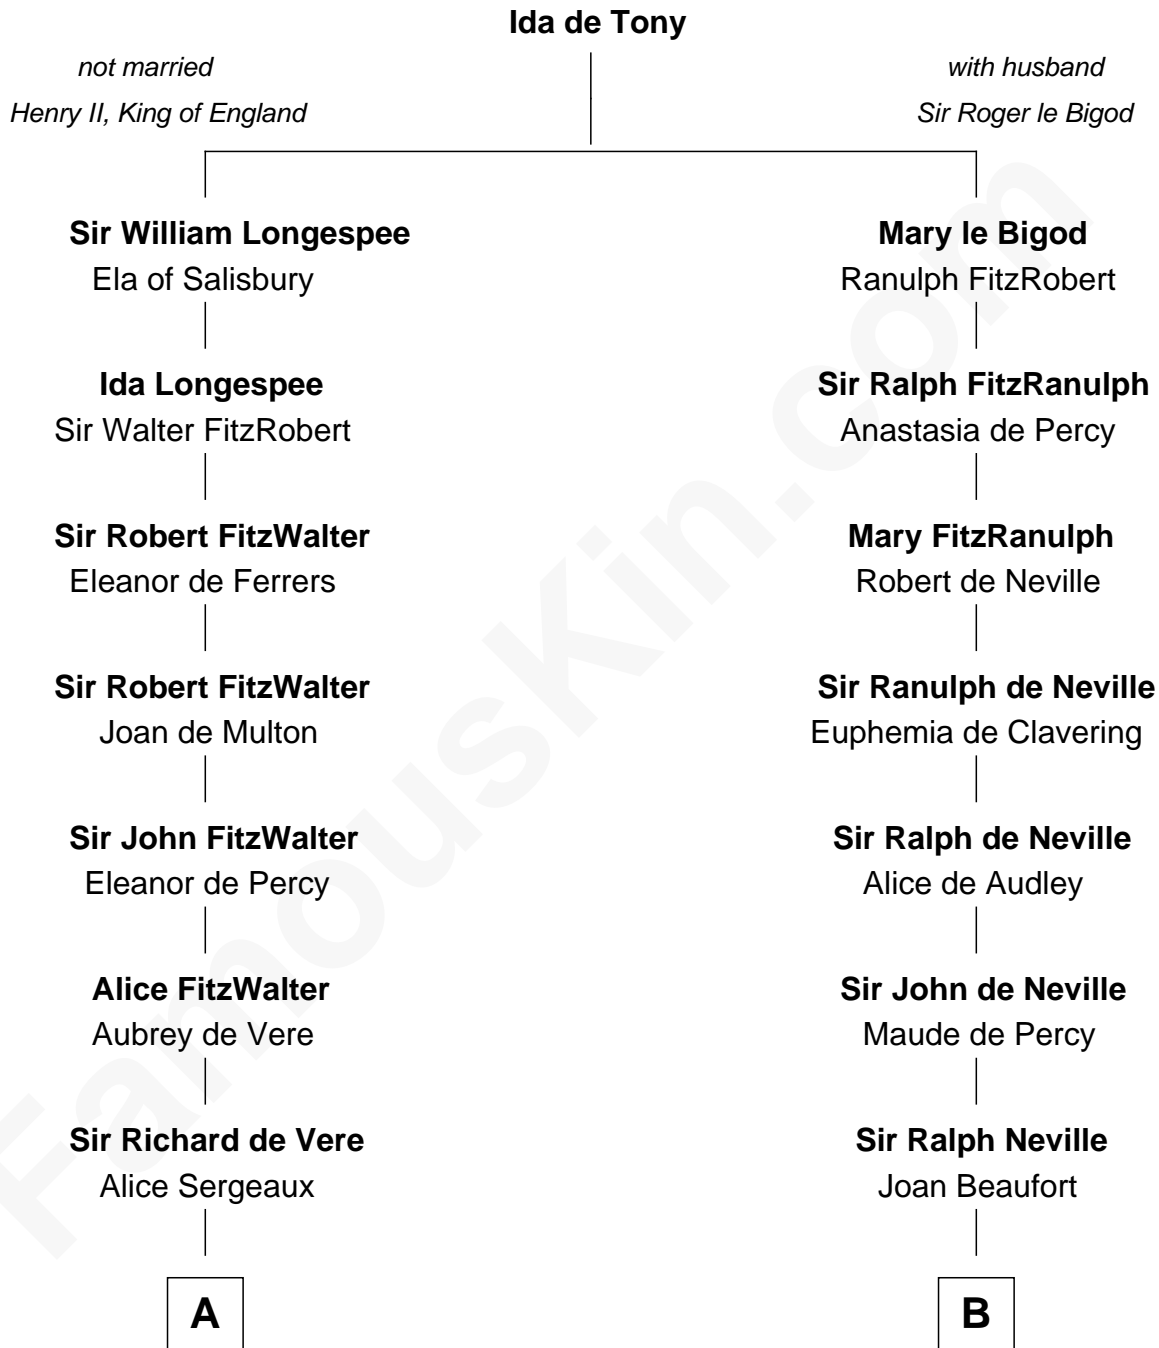 Ida de Tony
not married
Henry II, King of England
with husband
Sir Roger le Bigod
Sir William Longespee
Ela of Salisbury
Mary le Bigod
Ranulph FitzRobert
Ida Longespee
Sir Walter FitzRobert
Sir Ralph FitzRanulph
Anastasia de Percy
Sir Robert FitzWalter
Eleanor de Ferrers
Mary FitzRanulph
Robert de Neville
Sir Robert FitzWalter
Joan de Multon
Sir Ranulph de Neville
Euphemia de Clavering
Sir John FitzWalter
Eleanor de Percy
Sir Ralph de Neville
Alice de Audley
Alice FitzWalter
Aubrey de Vere
Sir John de Neville
Maude de Percy
Sir Richard de Vere
Alice Sergeaux
Sir Ralph Neville
Joan Beaufort
A
B
FamousKin.com